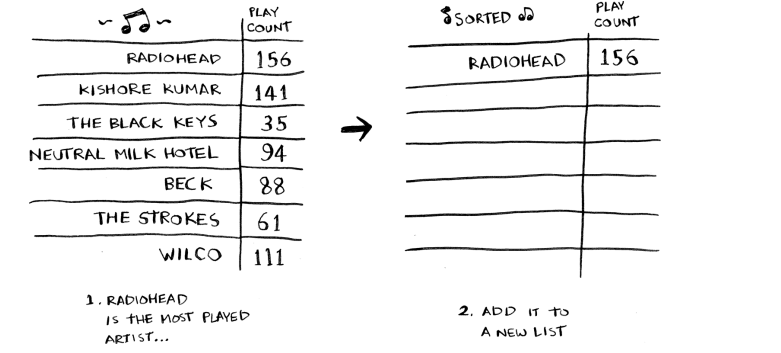 PLAY
COUNT
RADIOHEAD 156
KISHORE KUMAR 141
THE BLACK KEYS 35
NEUTRAL MILK HOTEL 94
BECK 88
THE STROKES 61
WILCO 111
1. RADIOHEAD
IS THE MOST PLAYED
ARTIST...
SORTED
PLAY
COUNT
RADIOHEAD 156
2. ADD IT TO
A NEW LIST